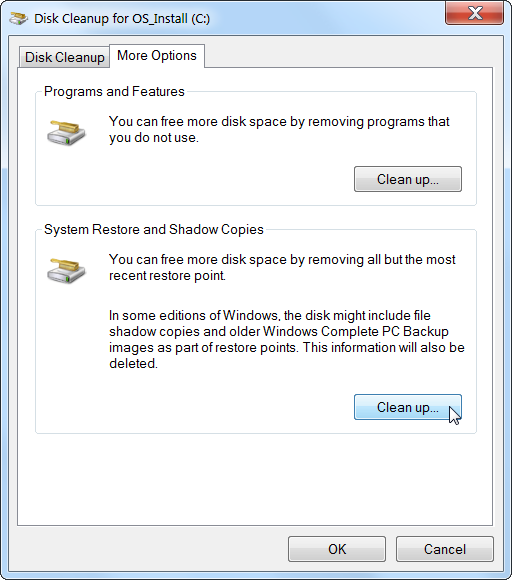 Disk Cleanup for OS_Install (C:)
Disk Cleanup
More Options
Programs and Features
You can free more disk space by removing programs that
you do not use.
Clean up...
System Restore and Shadow Copies
You can free more disk space by removing all but the most
recent restore point.
In some editions of Windows, the disk might include file
shadow copies and older Windows Complete PC Backup
images as part of restore points. This information will also be
deleted.
Clean up...
OK
Cancel